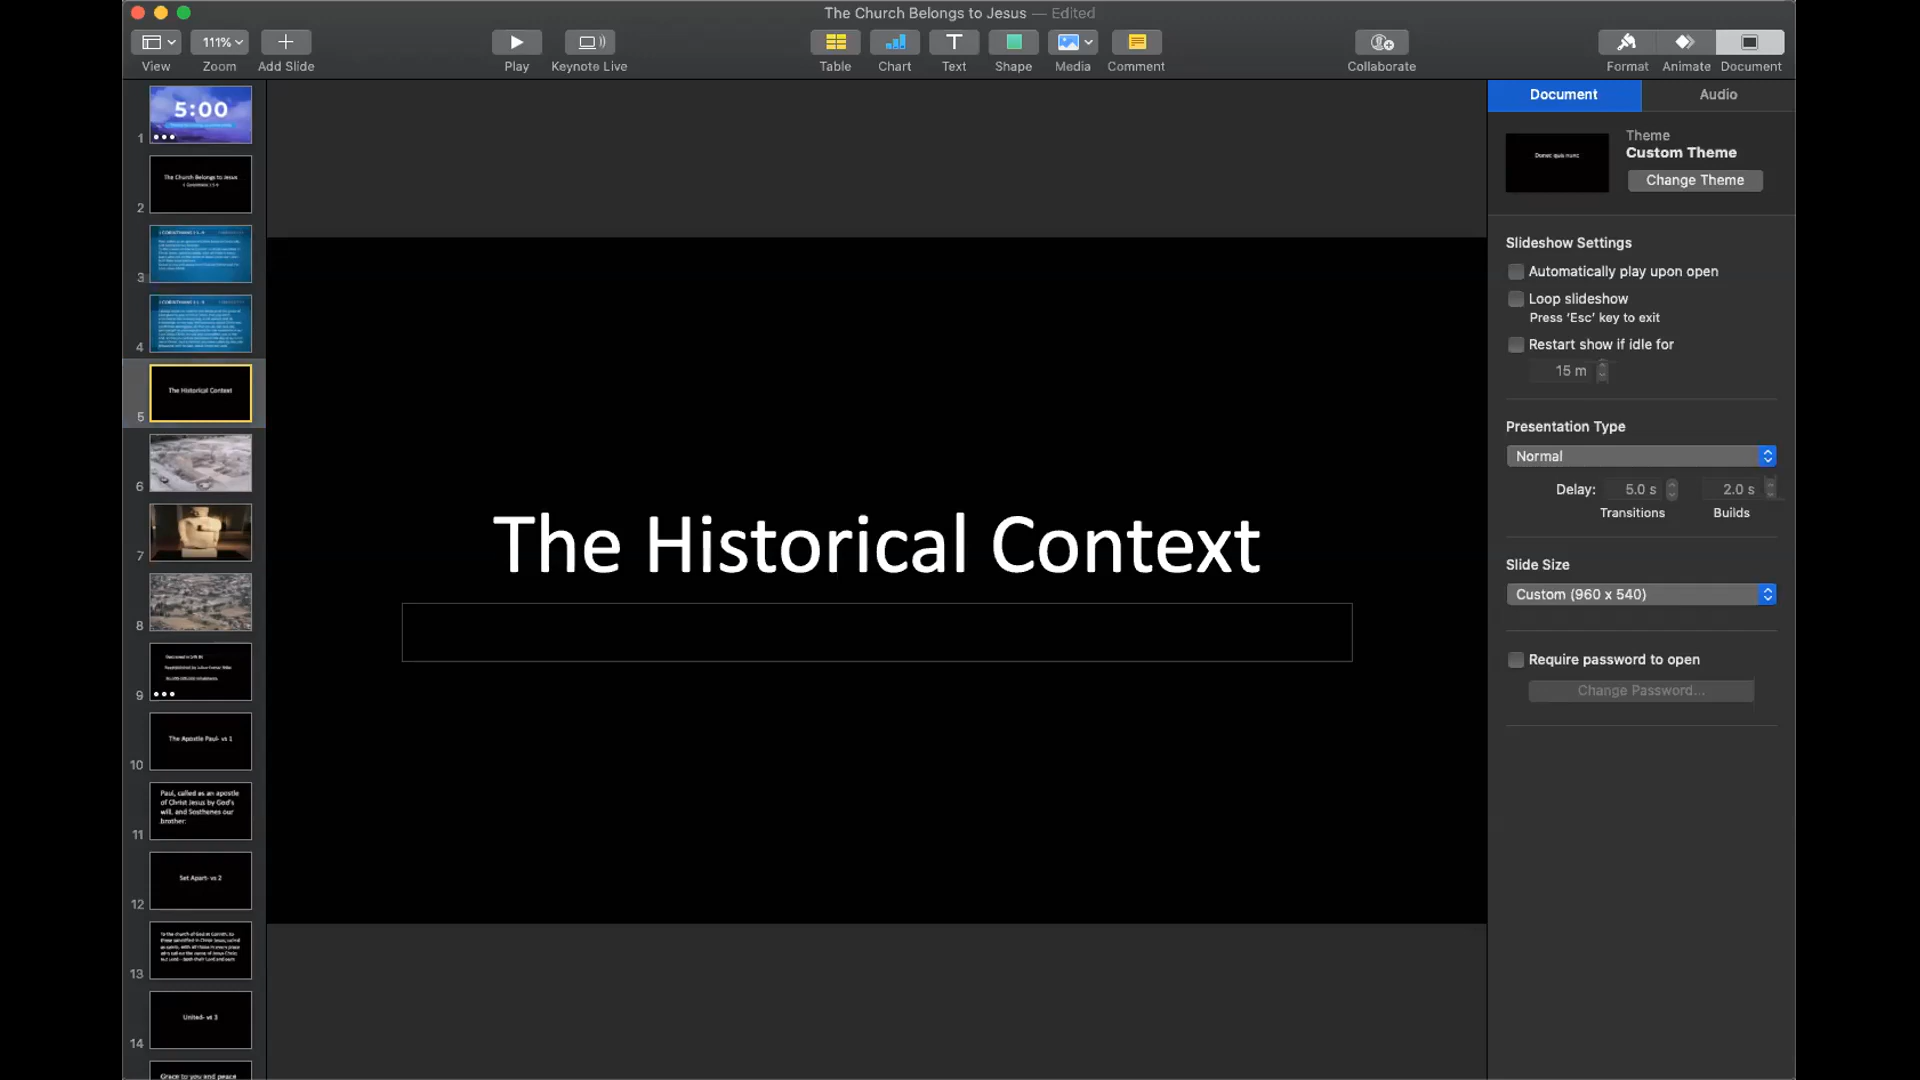 The Church Belongs to Jesus — Edited
111%
View
Zoom
Add Slide
Play
Keynote Live
Table
Chart
Text
Shape
Media
Comment
Collaborate
Format
Animate
Document
5:00
1
The Church Belongs to Jesus
2
3
4
The Historical Context
5
6
7
8
9
The Apostle Paul- vs 1
10
Paul, called as an apostle
of Christ Jesus by God's
will, and Sosthenes our
brother:
11
Set Apart- vs 2
12
13
United- vs 3
14
Grace to you and peace
The Historical Context
Document
Audio
Donec quis nunc
Theme
Custom Theme
Change Theme
Slideshow Settings
Automatically play upon open
Loop slideshow
Press ‘Esc’ key to exit
Restart show if idle for
15 m
Presentation Type
Normal
Delay: 5.0 s 2.0 s
Transitions Builds
Slide Size
Custom (960 x 540)
Require password to open
Change Password...